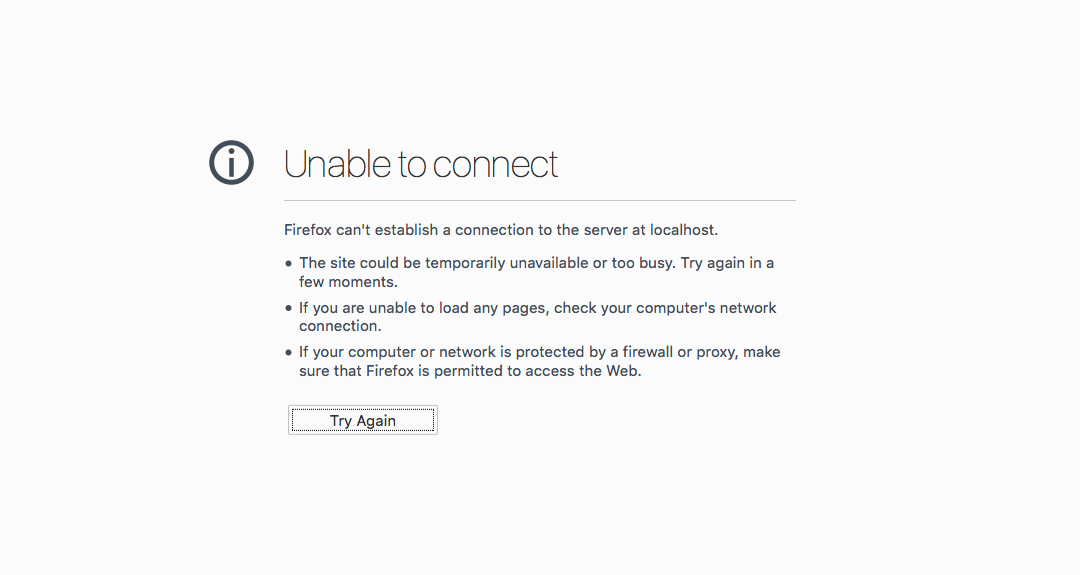 Unable to connect
Firefox can't establish a connection to the server at localhost.
• The site could be temporarily unavailable or too busy. Try again in a
few moments.
• If you are unable to load any pages, check your computer's network
connection.
• If your computer or network is protected by a firewall or proxy, make
sure that Firefox is permitted to access the Web.
Try Again